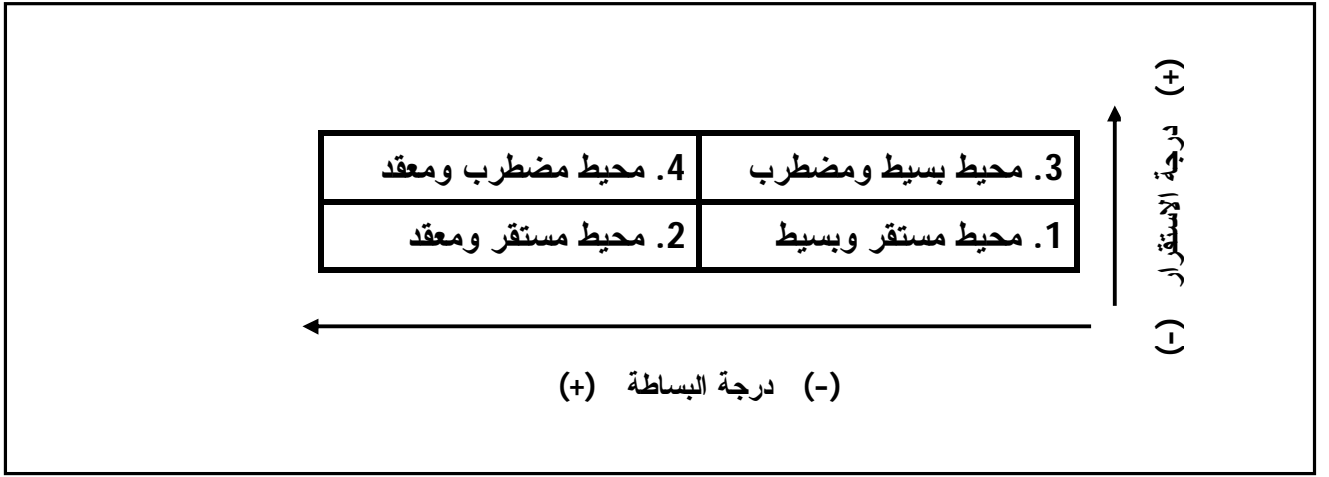 (+) درجة الاستقرار (-)
3. محيط بسيط ومضطرب
4. محيط مضطرب ومعقد
1. محيط مستقر وبسيط
2. محيط مستقر ومعقد
(-) درجة البساطة (+)